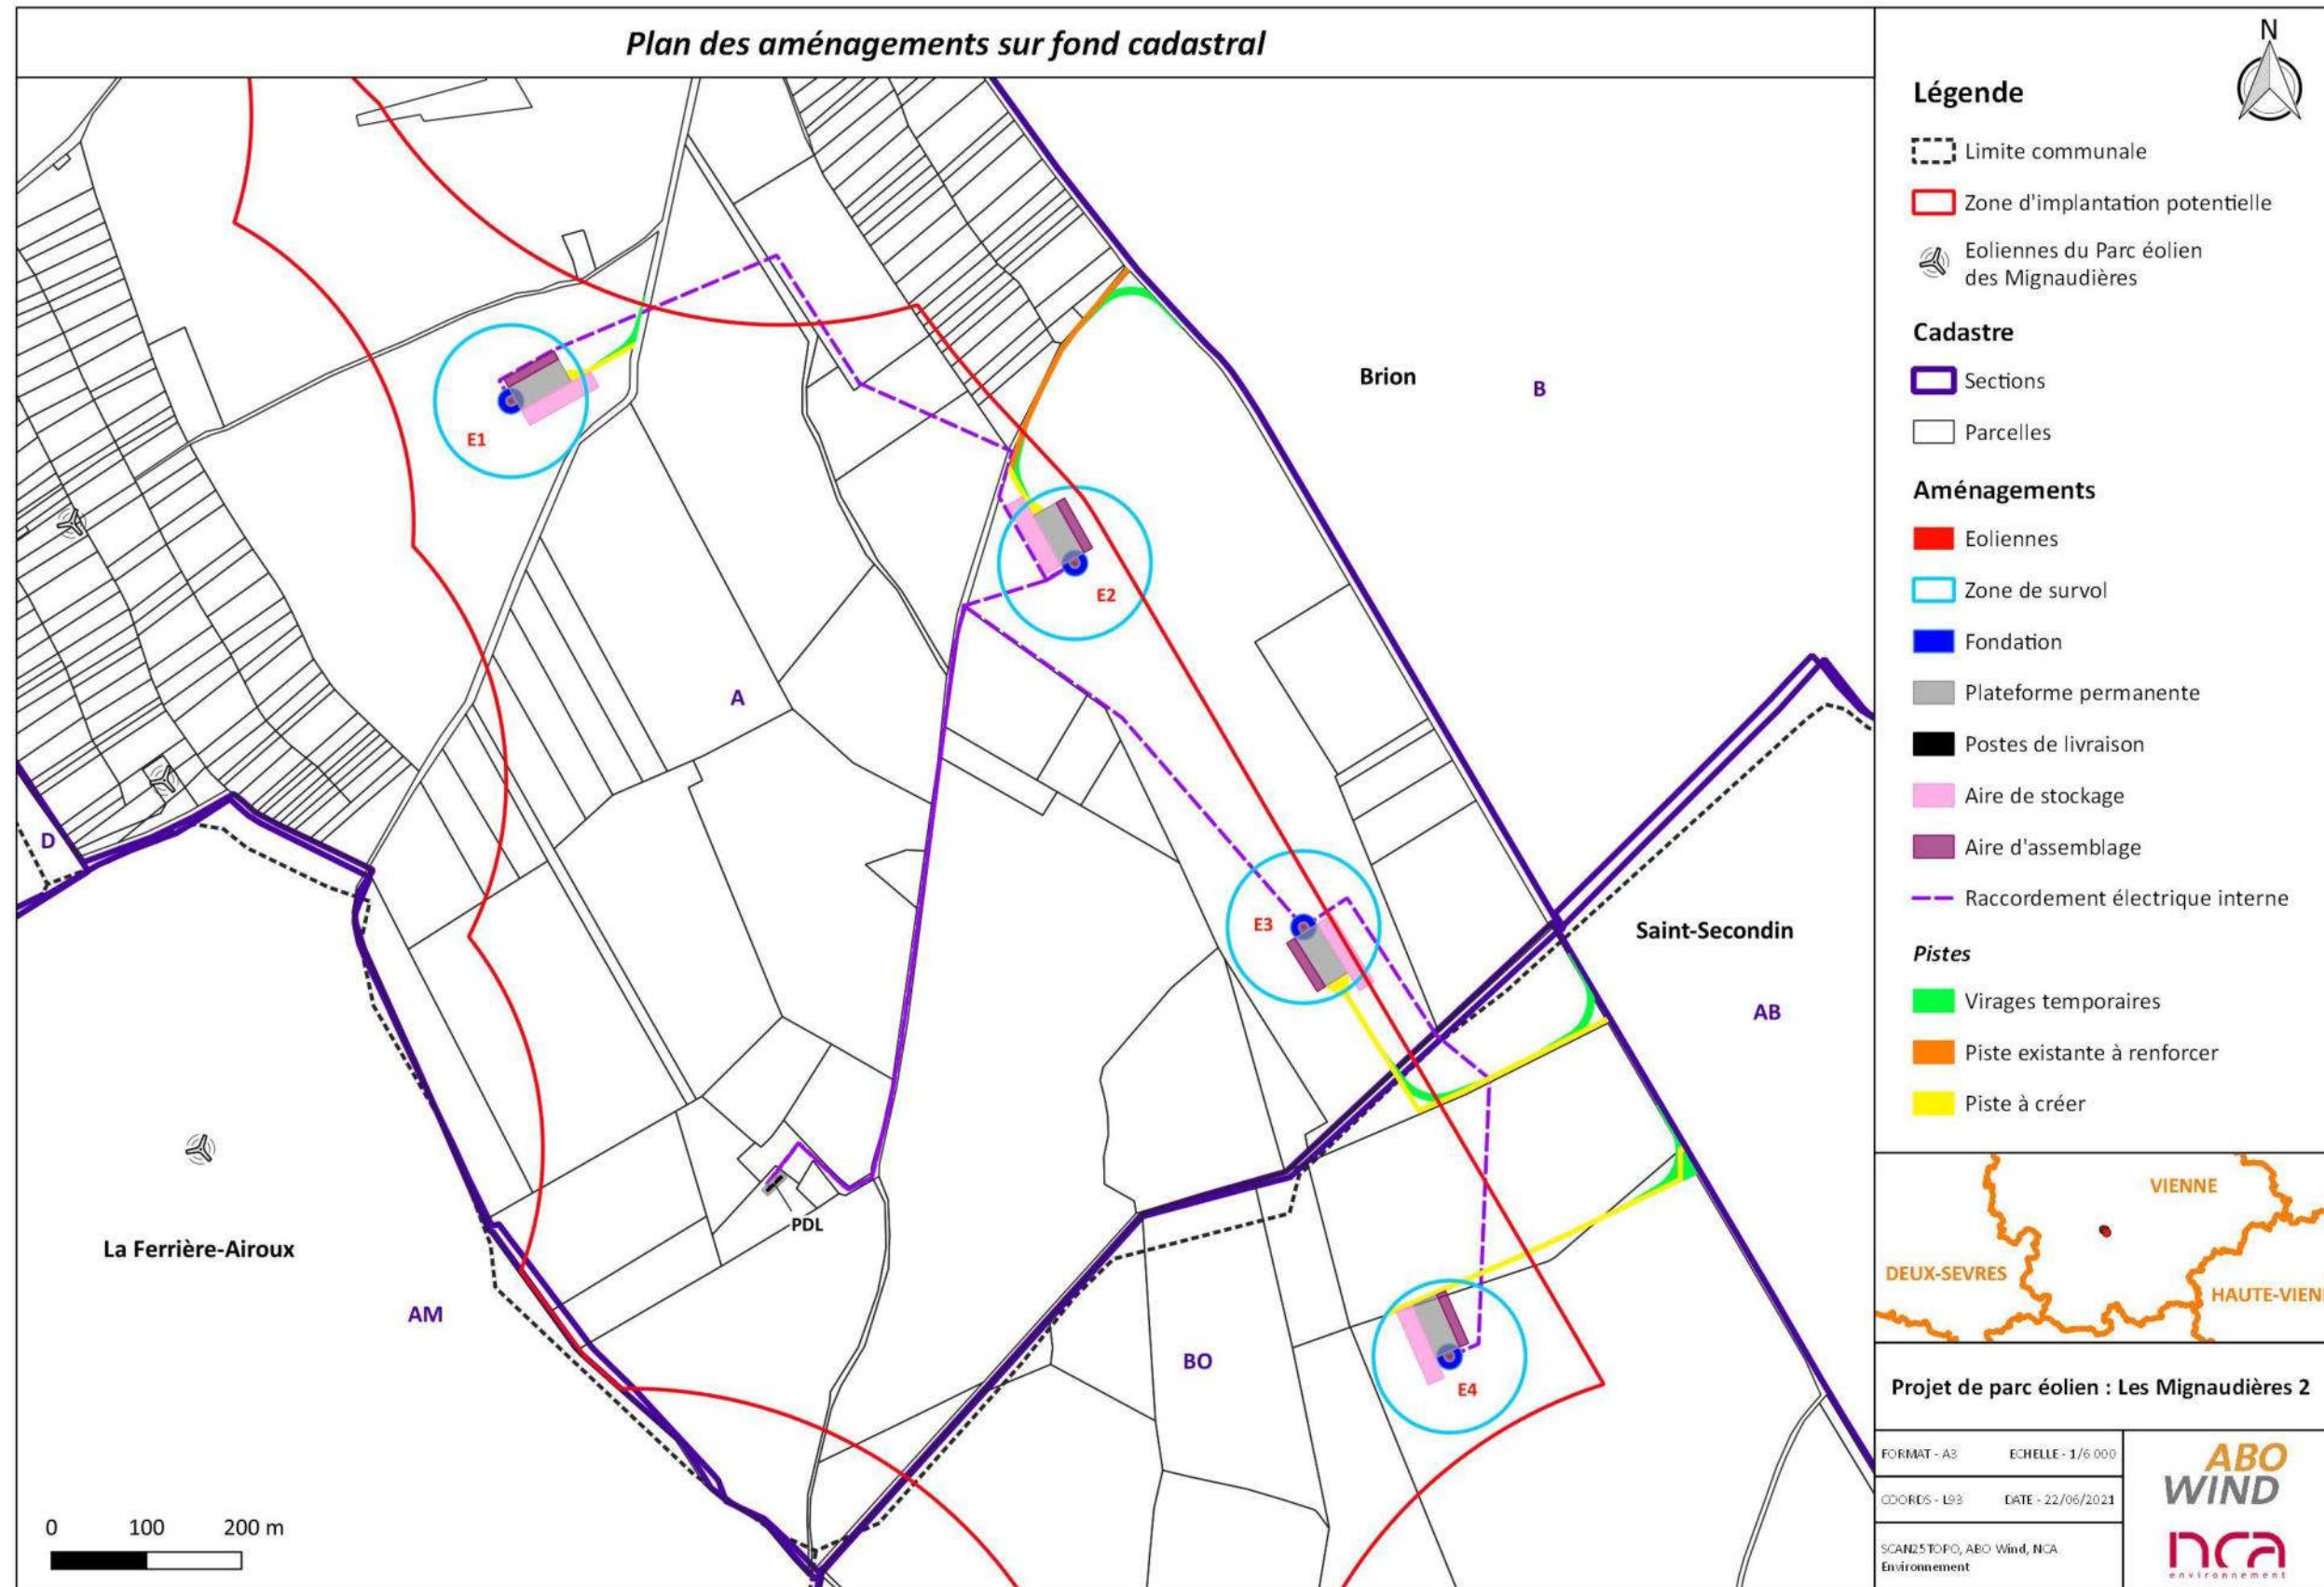 Plan des aménagements sur fond cadastral
N
Légende
Limite communale
Zone d'implantation potentielle
Eoliennes du Parc éolien
des Mignaudières
Cadastre
Sections
Parcelles
Aménagements
Eoliennes
Zone de survol
Fondation
Plateforme permanente
Postes de livraison
Aire de stockage
Aire d'assemblage
Raccordement électrique interne
Pistes
Virages temporaires
Piste existante à renforcer
Piste à créer
Brion
B
E1
E2
A
D
E3
Saint-Secondin
AB
PDL
La Ferrière-Airoux
AM
BO
E4
0 100 200 m
VIENNE
DEUX-SEVRES
HAUTE-VIEN
Projet de parc éolien : Les Mignaudières 2
FORMAT - A3 ECHELLE - 1/6 000
COORDS - L93 DATE - 22/06/2021
SCAN25TOPO, ABO Wind, NCA
Environnement
ABO
WIND
nca
environnement